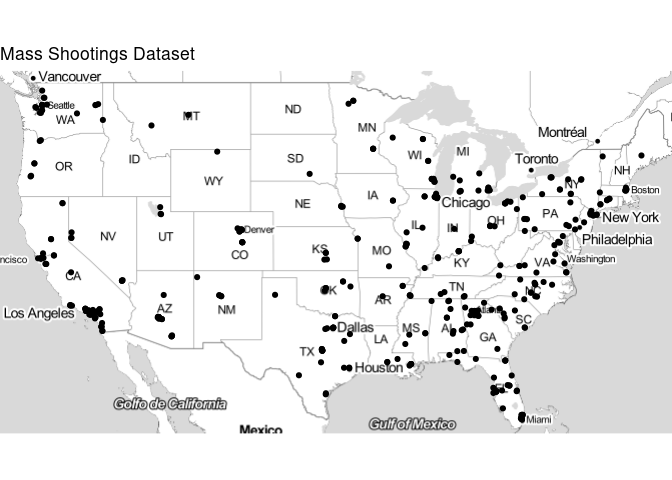 Mass Shootings Dataset
Vancouver
Seattle
WA
MT
ND
MN
Montréal
OR
ID
SD
WI
MI
Toronto
NH
WY
NY
Boston
IA
Chicago
New York
NV
UT
NE
Denver
CO
IL
IN
OH
PA
Philadelphia
ncisco
KS
MO
KY
VA
Washington
CA
Los Angeles
AZ
NM
OK
AR
TN
NC
Atlanta
SC
Dallas
MS
AL
GA
TX
LA
Houston
FL
Golfo de California
Gulf of Mexico
Miami
Mexico